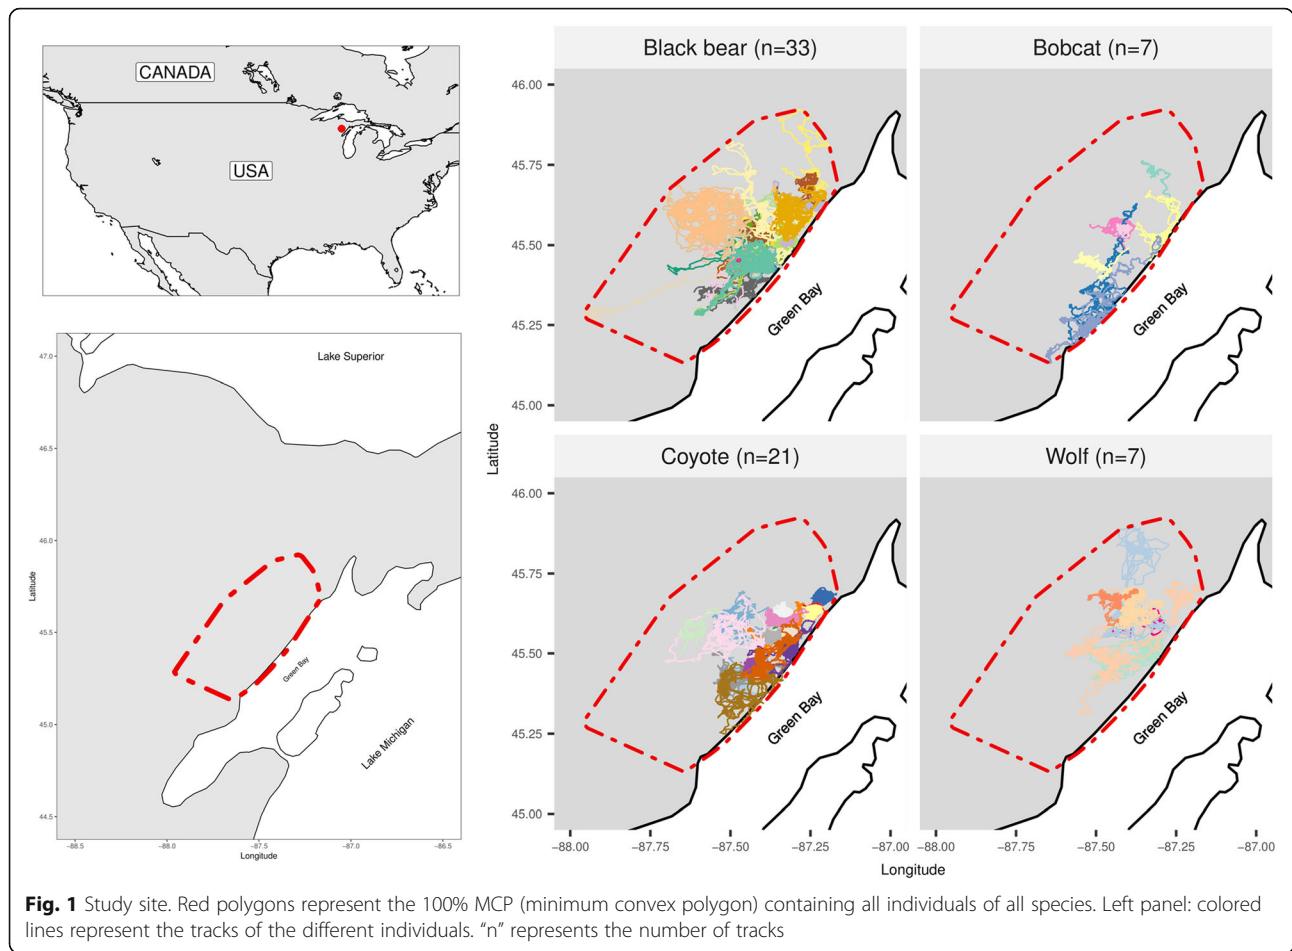 CANADA
USA
Lake Superior
Green Bay
Lake Michigan
47.0
46.5
46.0
45.5
45.0
44.5
Latitude
−88.5 −88.0 −87.5 −87.0 −86.5
Longitude
Black bear (n=33)
Bobcat (n=7)
46.00
45.75
45.50
45.25
45.00
Green Bay
Green Bay
Latitude
Coyote (n=21)
Wolf (n=7)
46.00
45.75
45.50
45.25
45.00
Green Bay
Green Bay
−88.00 −87.75 −87.50 −87.25 −87.00 −88.00 −87.75 −87.50 −87.25 −87.00
Longitude
Fig. 1 Study site. Red polygons represent the 100% MCP (minimum convex polygon) containing all individuals of all species. Left panel: colored
lines represent the tracks of the different individuals. “n” represents the number of tracks